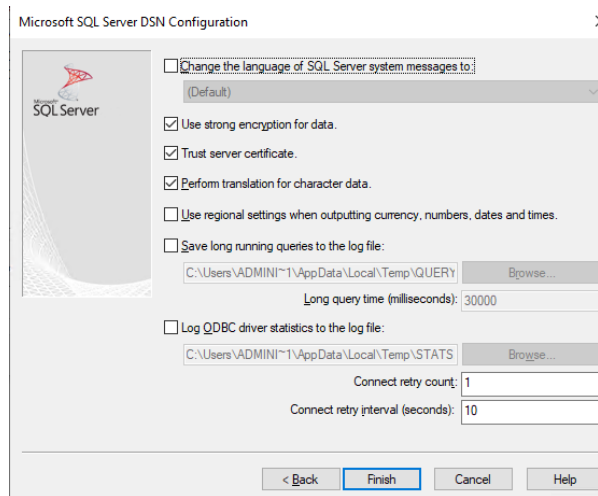 Microsoft SQL Server DSN Configuration
Microsoft
SQL Server
Change the language of SQL Server system messages to:
(Default)
Use strong encryption for data.
Trust server certificate.
Perform translation for character data.
Use regional settings when outputting currency, numbers, dates and times.
Save long running queries to the log file:
C:\Users\ADMINI~1\AppData\Local\Temp\QUERY
Browse...
Long query time (milliseconds): 30000
Log ODBC driver statistics to the log file:
C:\Users\ADMINI~1\AppData\Local\Temp\STATS
Browse...
Connect retry count: 1
Connect retry interval (seconds): 10
< Back
Finish
Cancel
Help